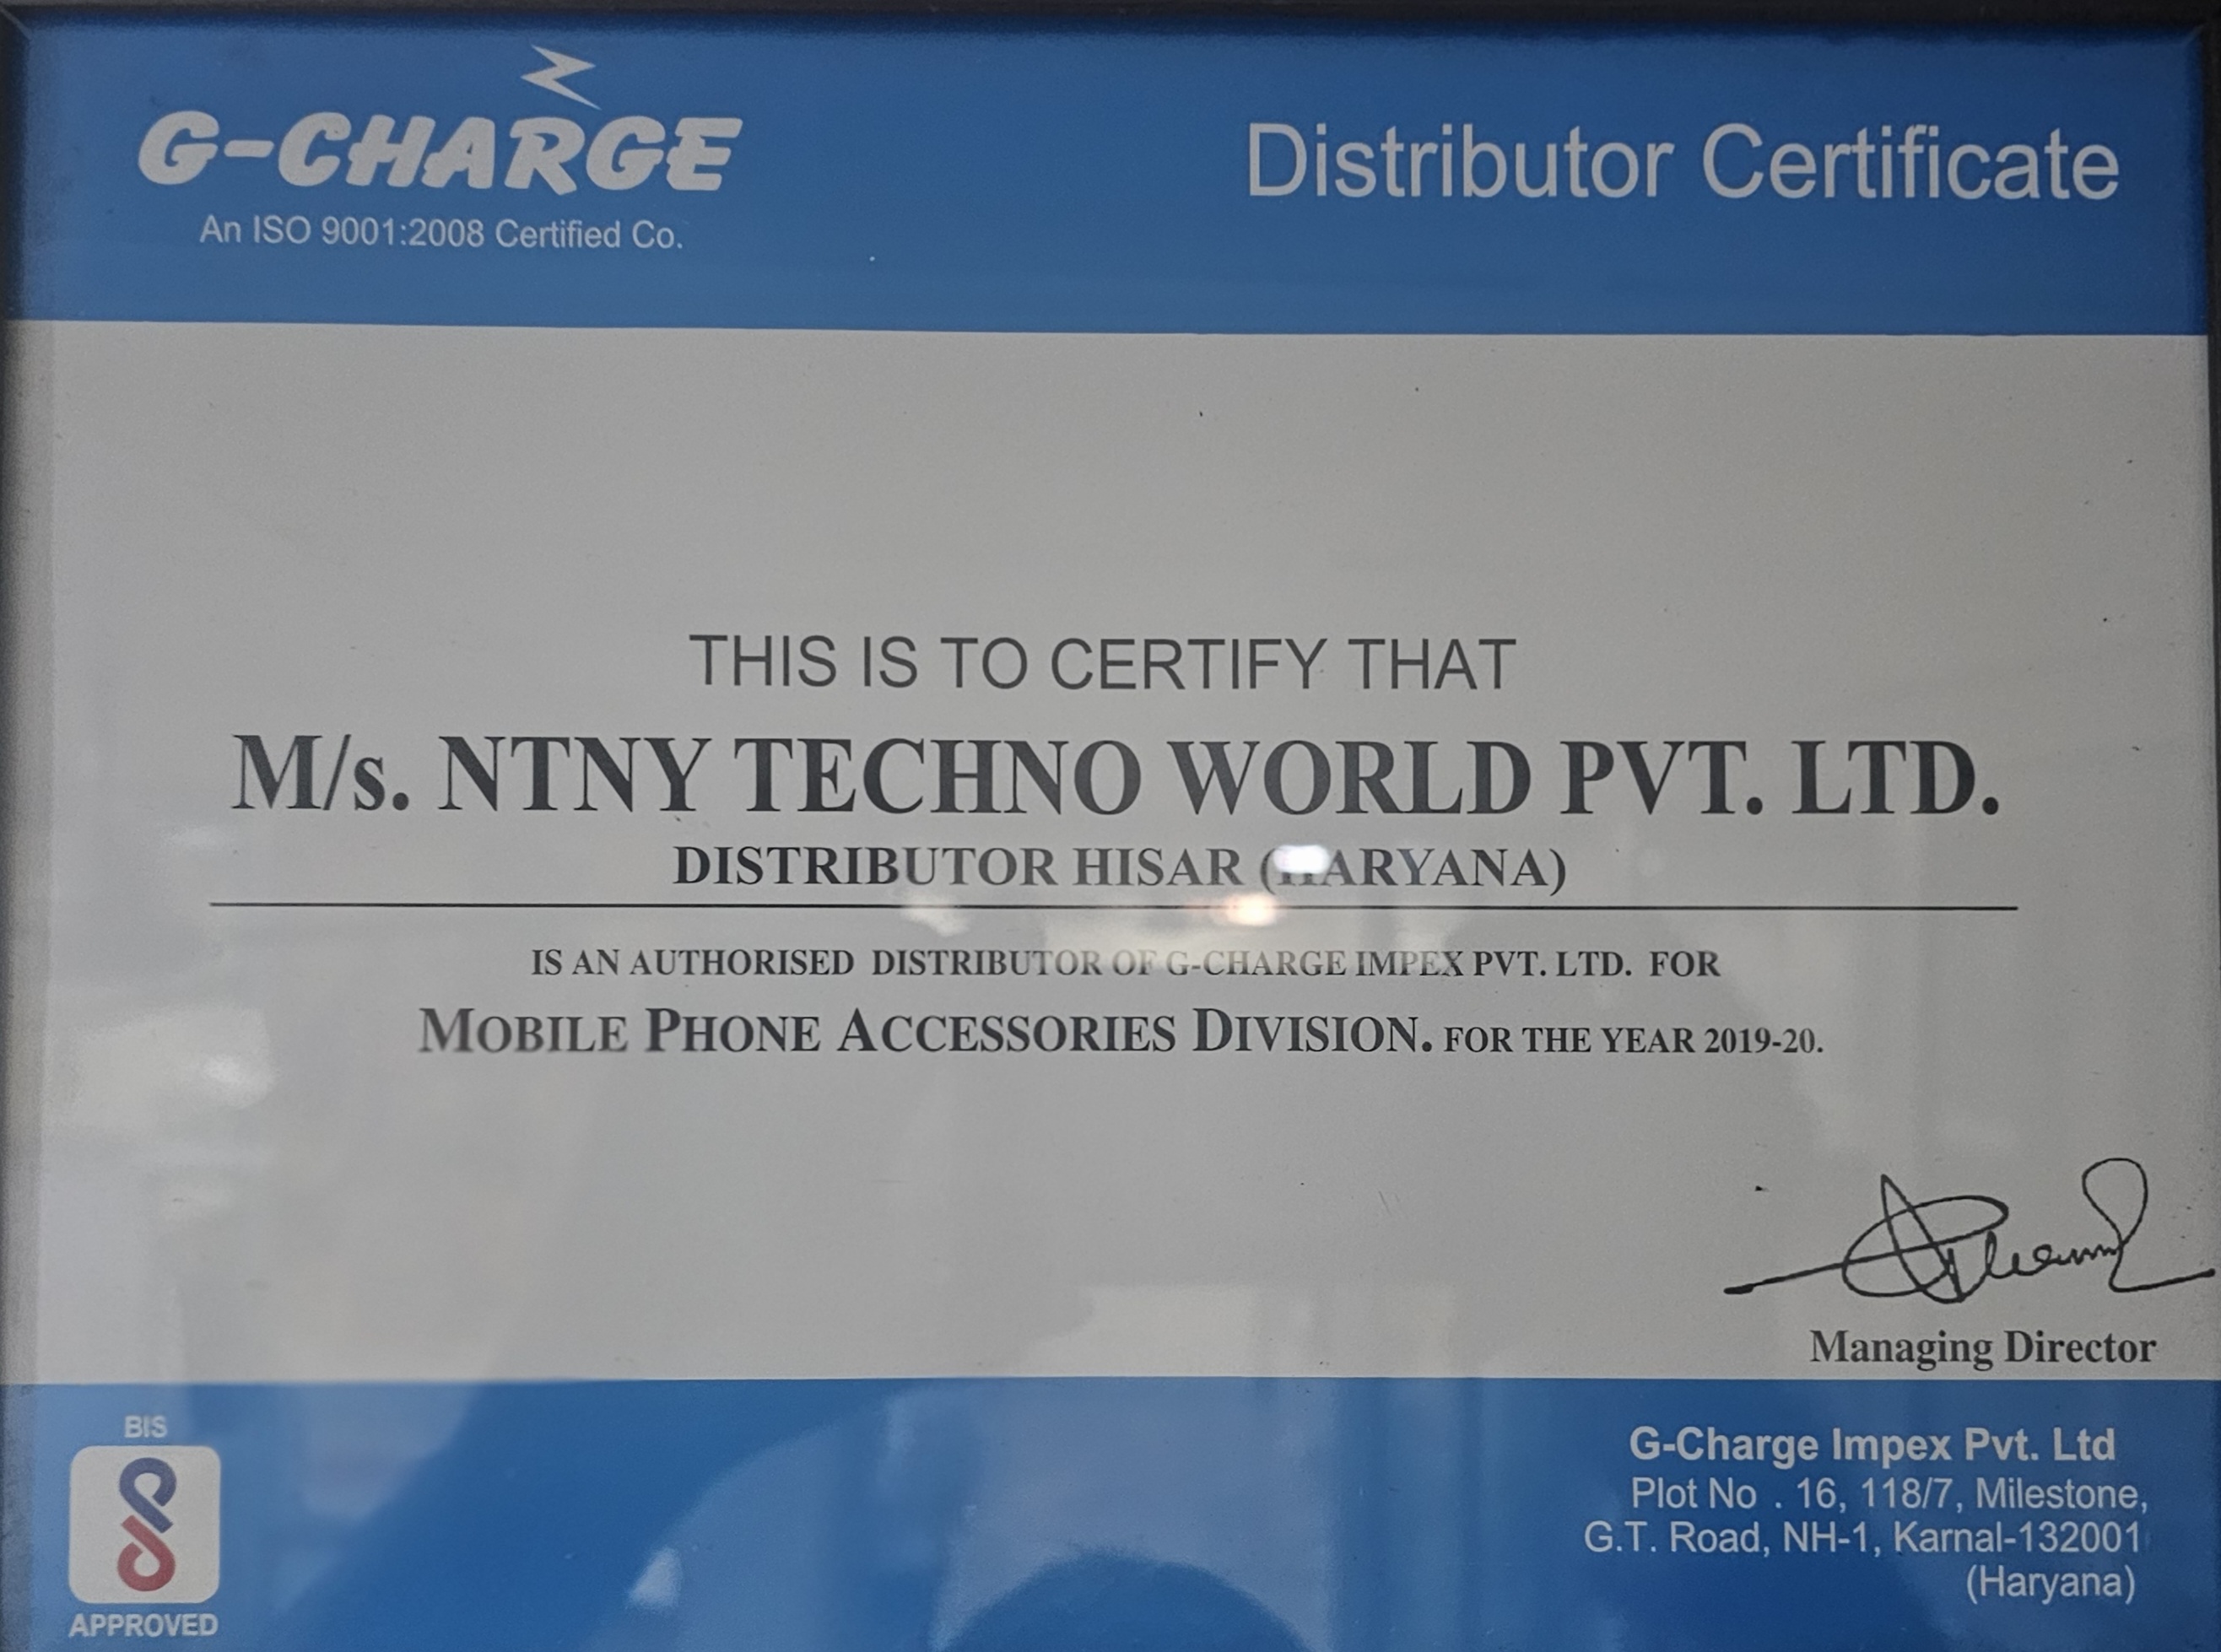 G-CHARGE
An ISO 9001:2008 Certified Co.
Distributor Certificate
THIS IS TO CERTIFY THAT
M/s. NTNY TECHNO WORLD PVT. LTD.
DISTRIBUTOR HISAR (HARYANA)
IS AN AUTHORISED DISTRIBUTOR OF G-CHARGE IMPEX PVT. LTD. FOR
MOBILE PHONE ACCESSORIES DIVISION. FOR THE YEAR 2019-20.
Managing Director
BIS
APPROVED
G-Charge Impex Pvt. Ltd
Plot No . 16, 118/7, Milestone,
G.T. Road, NH-1, Karnal-132001
(Haryana)